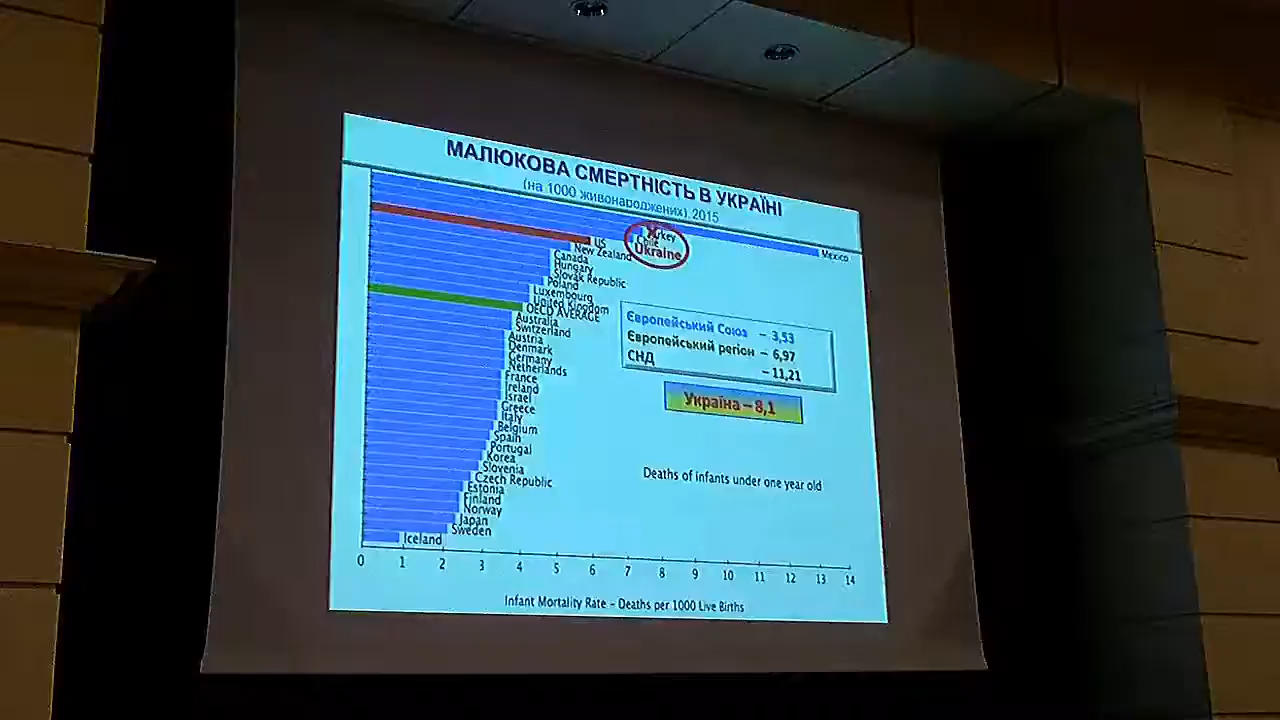 МАЛЮКОВА СМЕРТНІСТЬ В УКРАЇНІ
(на 1000 живонароджених) 2015
Mexico
Turkey
Chile
Ukraine
US
New Zealand
Canada
Hungary
Slovak Republic
Poland
Luxembourg
United Kingdom
OECD AVERAGE
Australia
Switzerland
Austria
Denmark
Germany
Netherlands
France
Ireland
Israel
Greece
Italy
Belgium
Spain
Portugal
Korea
Slovenia
Czech Republic
Estonia
Finland
Norway
Japan
Sweden
Iceland
Європейський Союз – 3,53
Європейський регіон – 6,97
СНД – 11,21
Україна – 8,1
Deaths of infants under one year old
0 1 2 3 4 5 6 7 8 9 10 11 12 13 14
Infant Mortality Rate - Deaths per 1000 Live Births